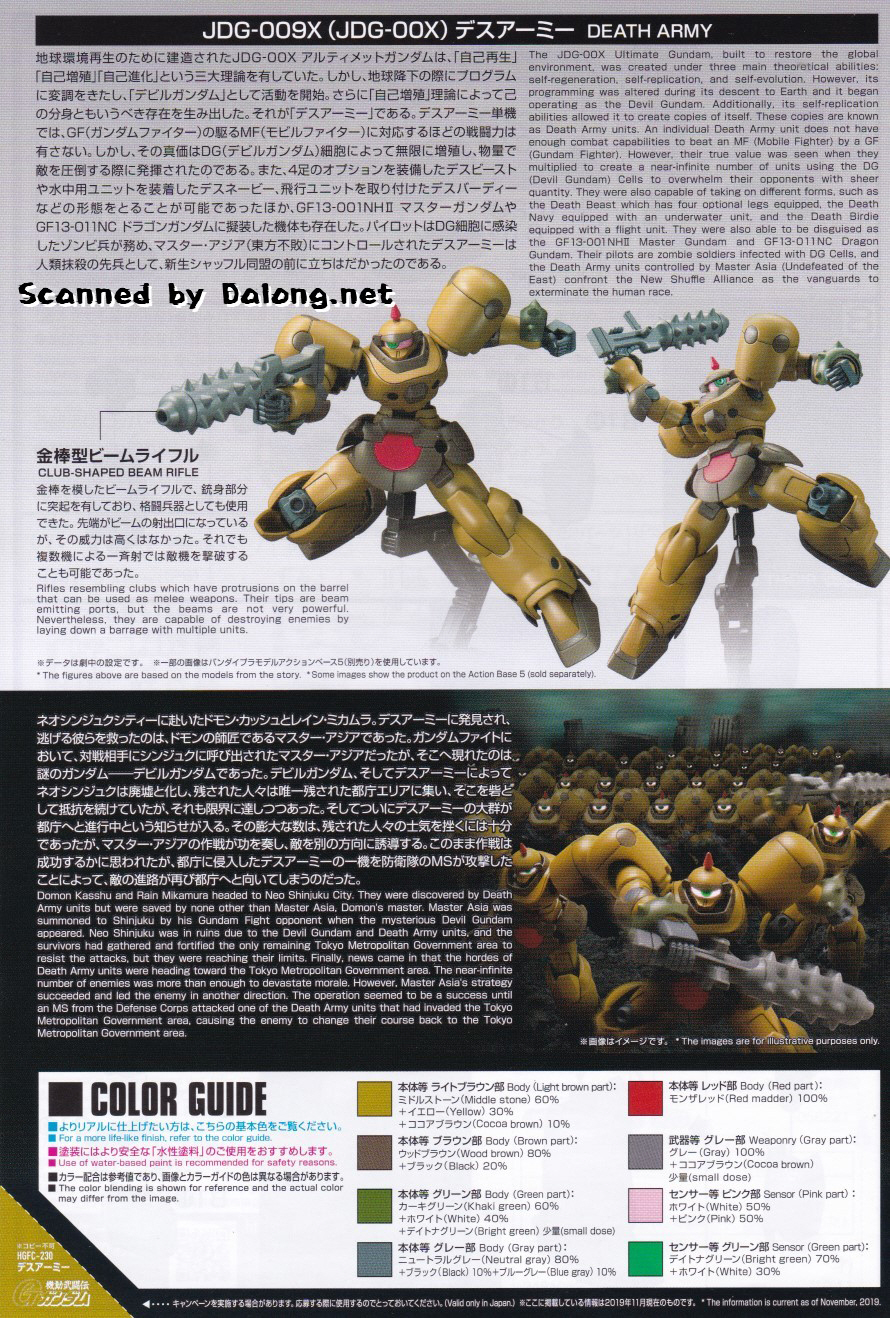 JDG-009X (JDG-00X) デスアーミー DEATH ARMY
地球環境再生のために建造されたJDG-00X アルティメットガンダムは、「自己再生」
「自己増殖」「自己進化」という三大理論を有していた。しかし、地球降下の際にプログラム
に変調をきたし、「デビルガンダム」として活動を開始。さらに「自己増殖」理論によって己
の分身ともいうべき存在を生み出した。それが「デスアーミー」である。デスアーミー単機
では、GF(ガンダムファイター)の駆るMF(モビルファイター)に対応するほどの戦闘力は
有さない。しかし、その真価はDG(デビルガンダム)細胞によって無限に増殖し、物量で
敵を圧倒する際に発揮されたのである。また、4足のオプションを装備したデスビースト
や水中用ユニットを装着したデスネービー、飛行ユニットを取り付けたデスバーディー
などの形態をとることが可能であったほか、GF13-001NHⅡ マスターガンダムや
GF13-011NC ドラゴンガンダムに擬装した機体も存在した。パイロットはDG細胞に感染
したゾンビ兵が務め、マスター・アジア(東方不敗)にコントロールされたデスアーミーは
人類抹殺の先兵として、新生シャッフル同盟の前に立ちはだかったのである。
The JDG-00X Ultimate Gundam, built to restore the global
environment, was created under three main theoretical abilities:
self-regeneration, self-replication, and self-evolution. However, its
programming was altered during its descent to Earth and it began
operating as the Devil Gundam. Additionally, its self-replication
abilities allowed it to create copies of itself. These copies are known
as Death Army units. An individual Death Army unit does not have
enough combat capabilities to beat an MF (Mobile Fighter) by a GF
(Gundam Fighter). However, their true value was seen when they
multiplied to create a near-infinite number of units using the DG
(Devil Gundam) Cells to overwhelm their opponents with sheer
quantity. They were also capable of taking on different forms, such as
the Death Beast which has four optional legs equipped, the Death
Navy equipped with an underwater unit, and the Death Birdie
equipped with a flight unit. They were also able to be disguised as
the GF13-001NHⅡ Master Gundam and GF13-011NC Dragon
Gundam. Their pilots are zombie soldiers infected with DG Cells, and
the Death Army units controlled by Master Asia (Undefeated of the
East) confront the New Shuffle Alliance as the vanguards to
exterminate the human race.
Scanned by Dalong.net
金棒型ビームライフル
CLUB-SHAPED BEAM RIFLE
金棒を模したビームライフルで、銃身部分
に突起を有しており、格闘兵器としても使用
できた。先端がビームの射出口になっている
が、その威力は高くはなかった。それでも
複数機による一斉射では敵機を撃破する
ことも可能であった。
Rifles resembling clubs which have protrusions on the barrel
that can be used as melee weapons. Their tips are beam
emitting ports, but the beams are not very powerful.
Nevertheless, they are capable of destroying enemies by
laying down a barrage with multiple units.
※データは劇中の設定です。 ※一部の画像はバンダイプラモデルアクションベース5(別売り)を使用しています。
* The figures above are based on the models from the story. *Some images show the product on the Action Base 5 (sold separately).
ネオシンジュクシティーに赴いたドモン・カッシュとレイン・ミカムラ。デスアーミーに発見され、
逃げる彼らを救ったのは、ドモンの師匠であるマスター・アジアであった。ガンダムファイトに
おいて、対戦相手にシンジュクに呼び出されたマスター・アジアだったが、そこへ現れたのは
謎のガンダム――デビルガンダムであった。デビルガンダム、そしてデスアーミーによって
ネオシンジュクは廃墟と化し、残された人々は唯一残された都庁エリアに集い、そこを砦と
して抵抗を続けていたが、それも限界に達しつつあった。そしてついにデスアーミーの大群が
都庁へと進行中という知らせが入る。その膨大な数は、残された人々の士気を挫くには十分
であったが、マスター・アジアの作戦が功を奏し、敵を別の方向に誘導する。このまま作戦は
成功するかに思われたが、都庁に侵入したデスアーミーの一機を防衛隊のMSが攻撃した
ことによって、敵の進路が再び都庁へと向いてしまうのだった。
Domon Kasshu and Rain Mikamura headed to Neo Shinjuku City. They were discovered by Death
Army units but were saved by none other than Master Asia, Domon's master. Master Asia was
summoned to Shinjuku by his Gundam Fight opponent when the mysterious Devil Gundam
appeared. Neo Shinjuku was in ruins due to the Devil Gundam and Death Army units, and the
survivors had gathered and fortified the only remaining Tokyo Metropolitan Government area to
resist the attacks, but they were reaching their limits. Finally, news came in that the hordes of
Death Army units were heading toward the Tokyo Metropolitan Government area. The near-infinite
number of enemies was more than enough to devastate morale. However, Master Asia's strategy
succeeded and led the enemy in another direction. The operation seemed to be a success until
an MS from the Defense Corps attacked one of the Death Army units that had invaded the Tokyo
Metropolitan Government area, causing the enemy to change their course back to the Tokyo
Metropolitan Government area.
※画像はイメージです。 * The images are for illustrative purposes only.
COLOR GUIDE
■よりリアルに仕上げたい方は、こちらの基本色をご覧ください。
■ For a more life-like finish, refer to the color guide.
■塗装にはより安全な「水性塗料」のご使用をおすすめします。
■ Use of water-based paint is recommended for safety reasons.
■カラー配合は参考値であり、画像とカラーガイドの色は異なる場合があります。
■ The color blending is shown for reference and the actual color
may differ from the image.
本体等 ライトブラウン部 Body (Light brown part):
ミドルストーン(Middle stone) 60%
+イエロー(Yellow) 30%
+ココアブラウン(Cocoa brown) 10%
本体等 ブラウン部 Body (Brown part):
ウッドブラウン(Wood brown) 80%
+ブラック(Black) 20%
本体等 グリーン部 Body (Green part):
カーキグリーン(Khaki green) 60%
+ホワイト(White) 40%
+デイトナグリーン(Bright green) 少量(small dose)
本体等 グレー部 Body (Gray part):
ニュートラルグレー(Neutral gray) 80%
+ブラック(Black) 10%+ブルーグレー(Blue gray) 10%
本体等 レッド部 Body (Red part):
モンザレッド(Red madder) 100%
武器等 グレー部 Weaponry (Gray part):
グレー(Gray) 100%
+ココアブラウン(Cocoa brown)
少量(small dose)
センサー等 ピンク部 Sensor (Pink part):
ホワイト(White) 50%
+ピンク(Pink) 50%
センサー等 グリーン部 Sensor (Green part):
デイトナグリーン(Bright green) 70%
+ホワイト(White) 30%
※コピー不可
HGFC-230
デスアーミー
機動武闘伝
Gガンダム
◀···· キャンペーンを実施する場合があります。応募する際に使用するのでとっておいてください。(Valid only in Japan.) ※ここに掲載している情報は2019年11月現在のものです。 * The information is current as of November, 2019.